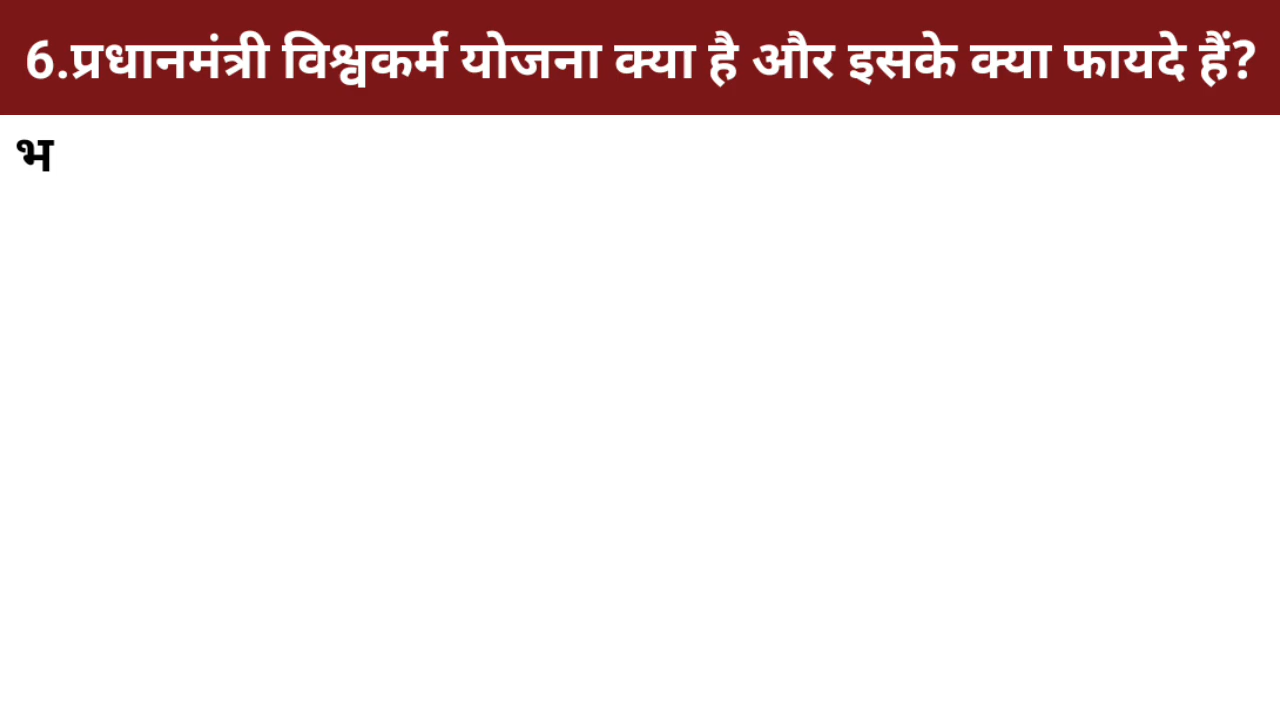 6.प्रधानमंत्री विश्वकर्म योजना क्या है और इसके क्या फायदे हैं?
भ